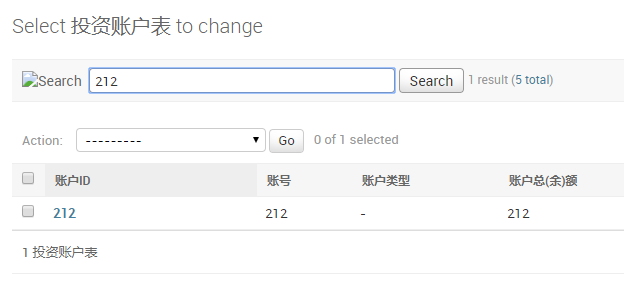 Select 投资账户表 to change
Search 212 Search 1 result (5 total)
Action: --------- Go 0 of 1 selected
账户ID 账号 账户类型 账户总(余)额
212 212 - 212
1 投资账户表